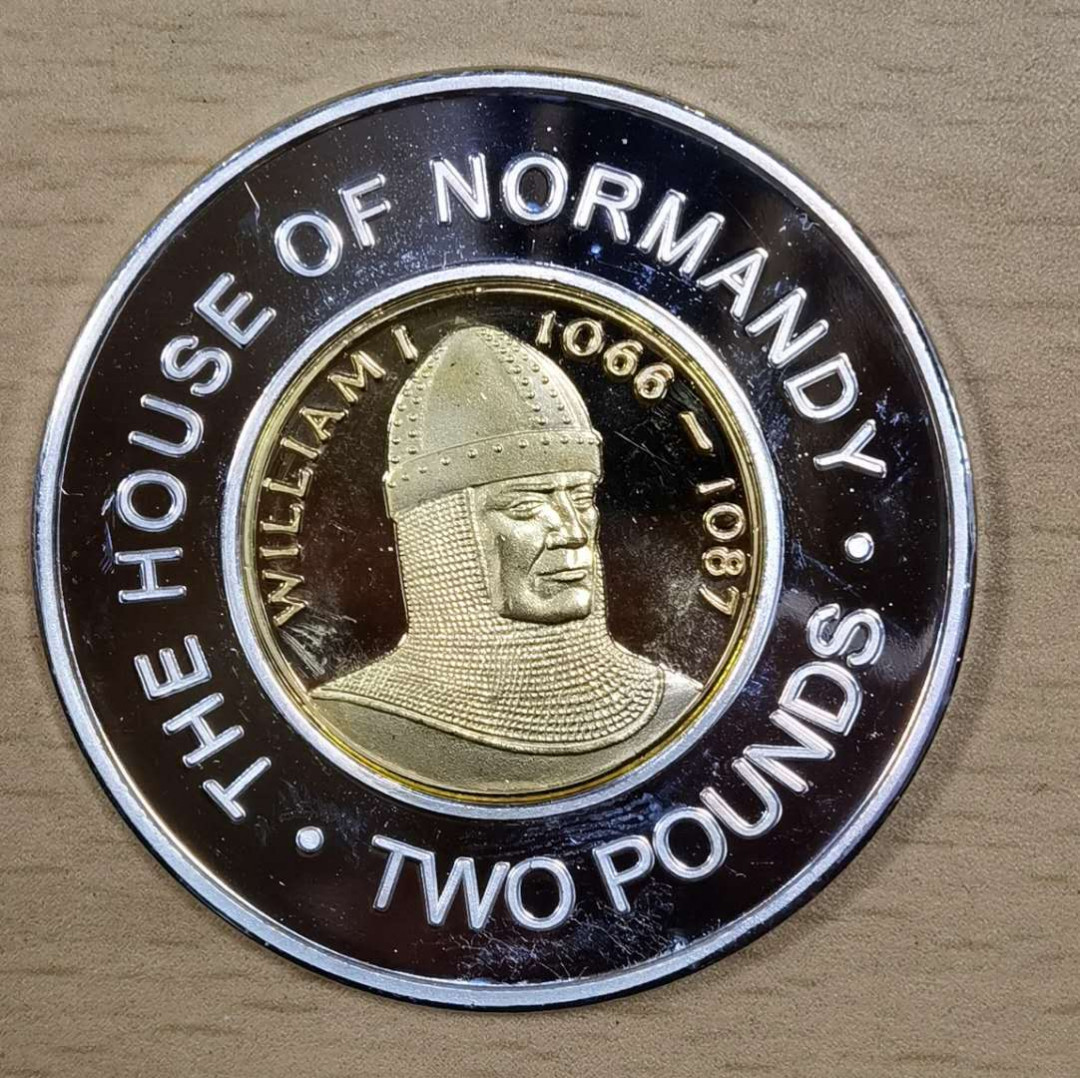 THE HOUSE OF NORMANDY
WILLIAM I 1066 - 1087
TWO POUNDS